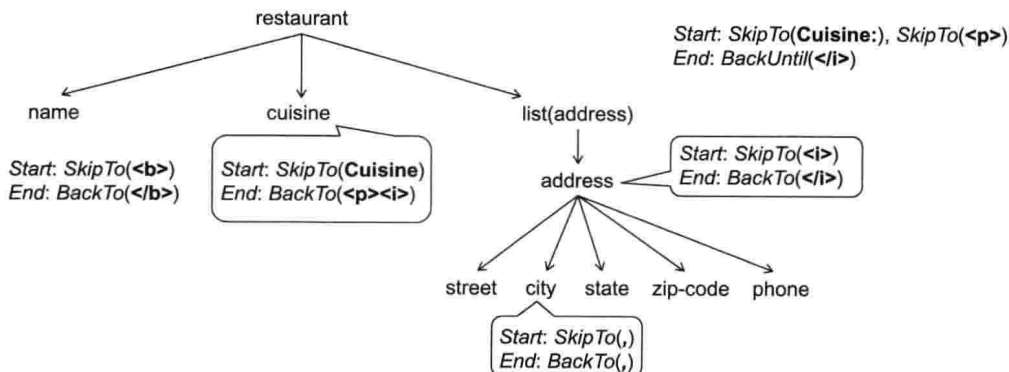 restaurant
Start: SkipTo(Cuisine:), SkipTo(<p>)
End: BackUntil(</i>)
name
cuisine
list(address)
Start: SkipTo(<b>)
End: BackTo(</b>)
Start: SkipTo(Cuisine)
End: BackTo(<p><i>)
address
Start: SkipTo(<i>)
End: BackTo(</i>)
street
city
state
zip-code
phone
Start: SkipTo(,)
End: BackTo(,)